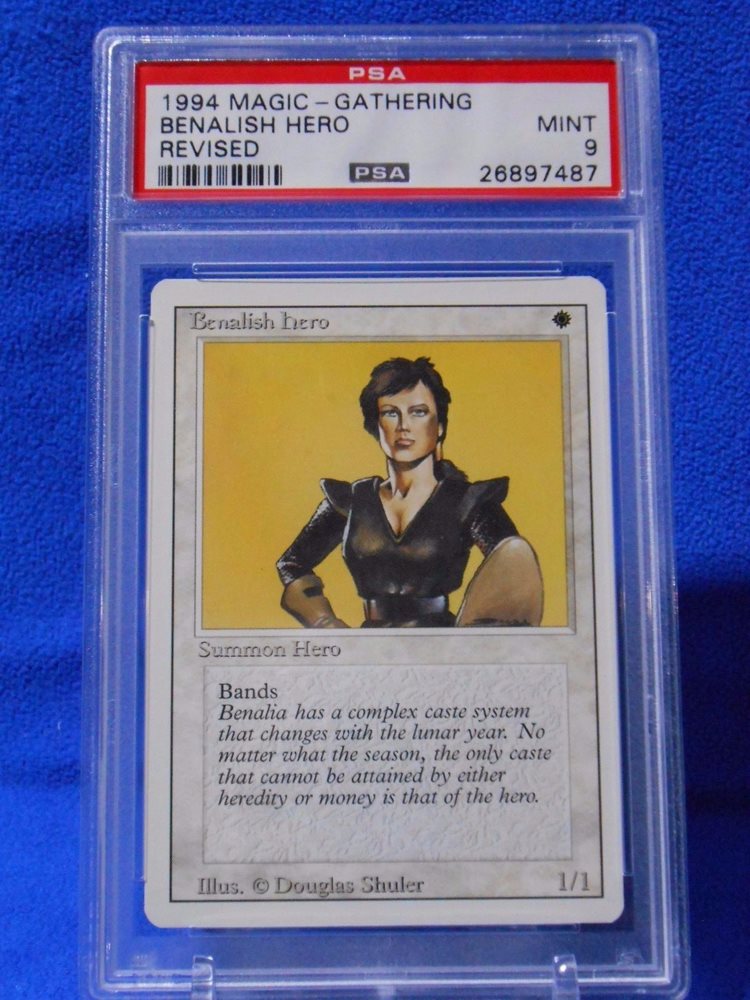 PSA
1994 MAGIC - GATHERING
BENALISH HERO MINT
REVISED 9
PSA 26897487
Benalish Hero
Summon Hero
Bands
Benalia has a complex caste system
that changes with the lunar year. No
matter what the season, the only caste
that cannot be attained by either
heredity or money is that of the hero.
Illus. © Douglas Shuler 1/1